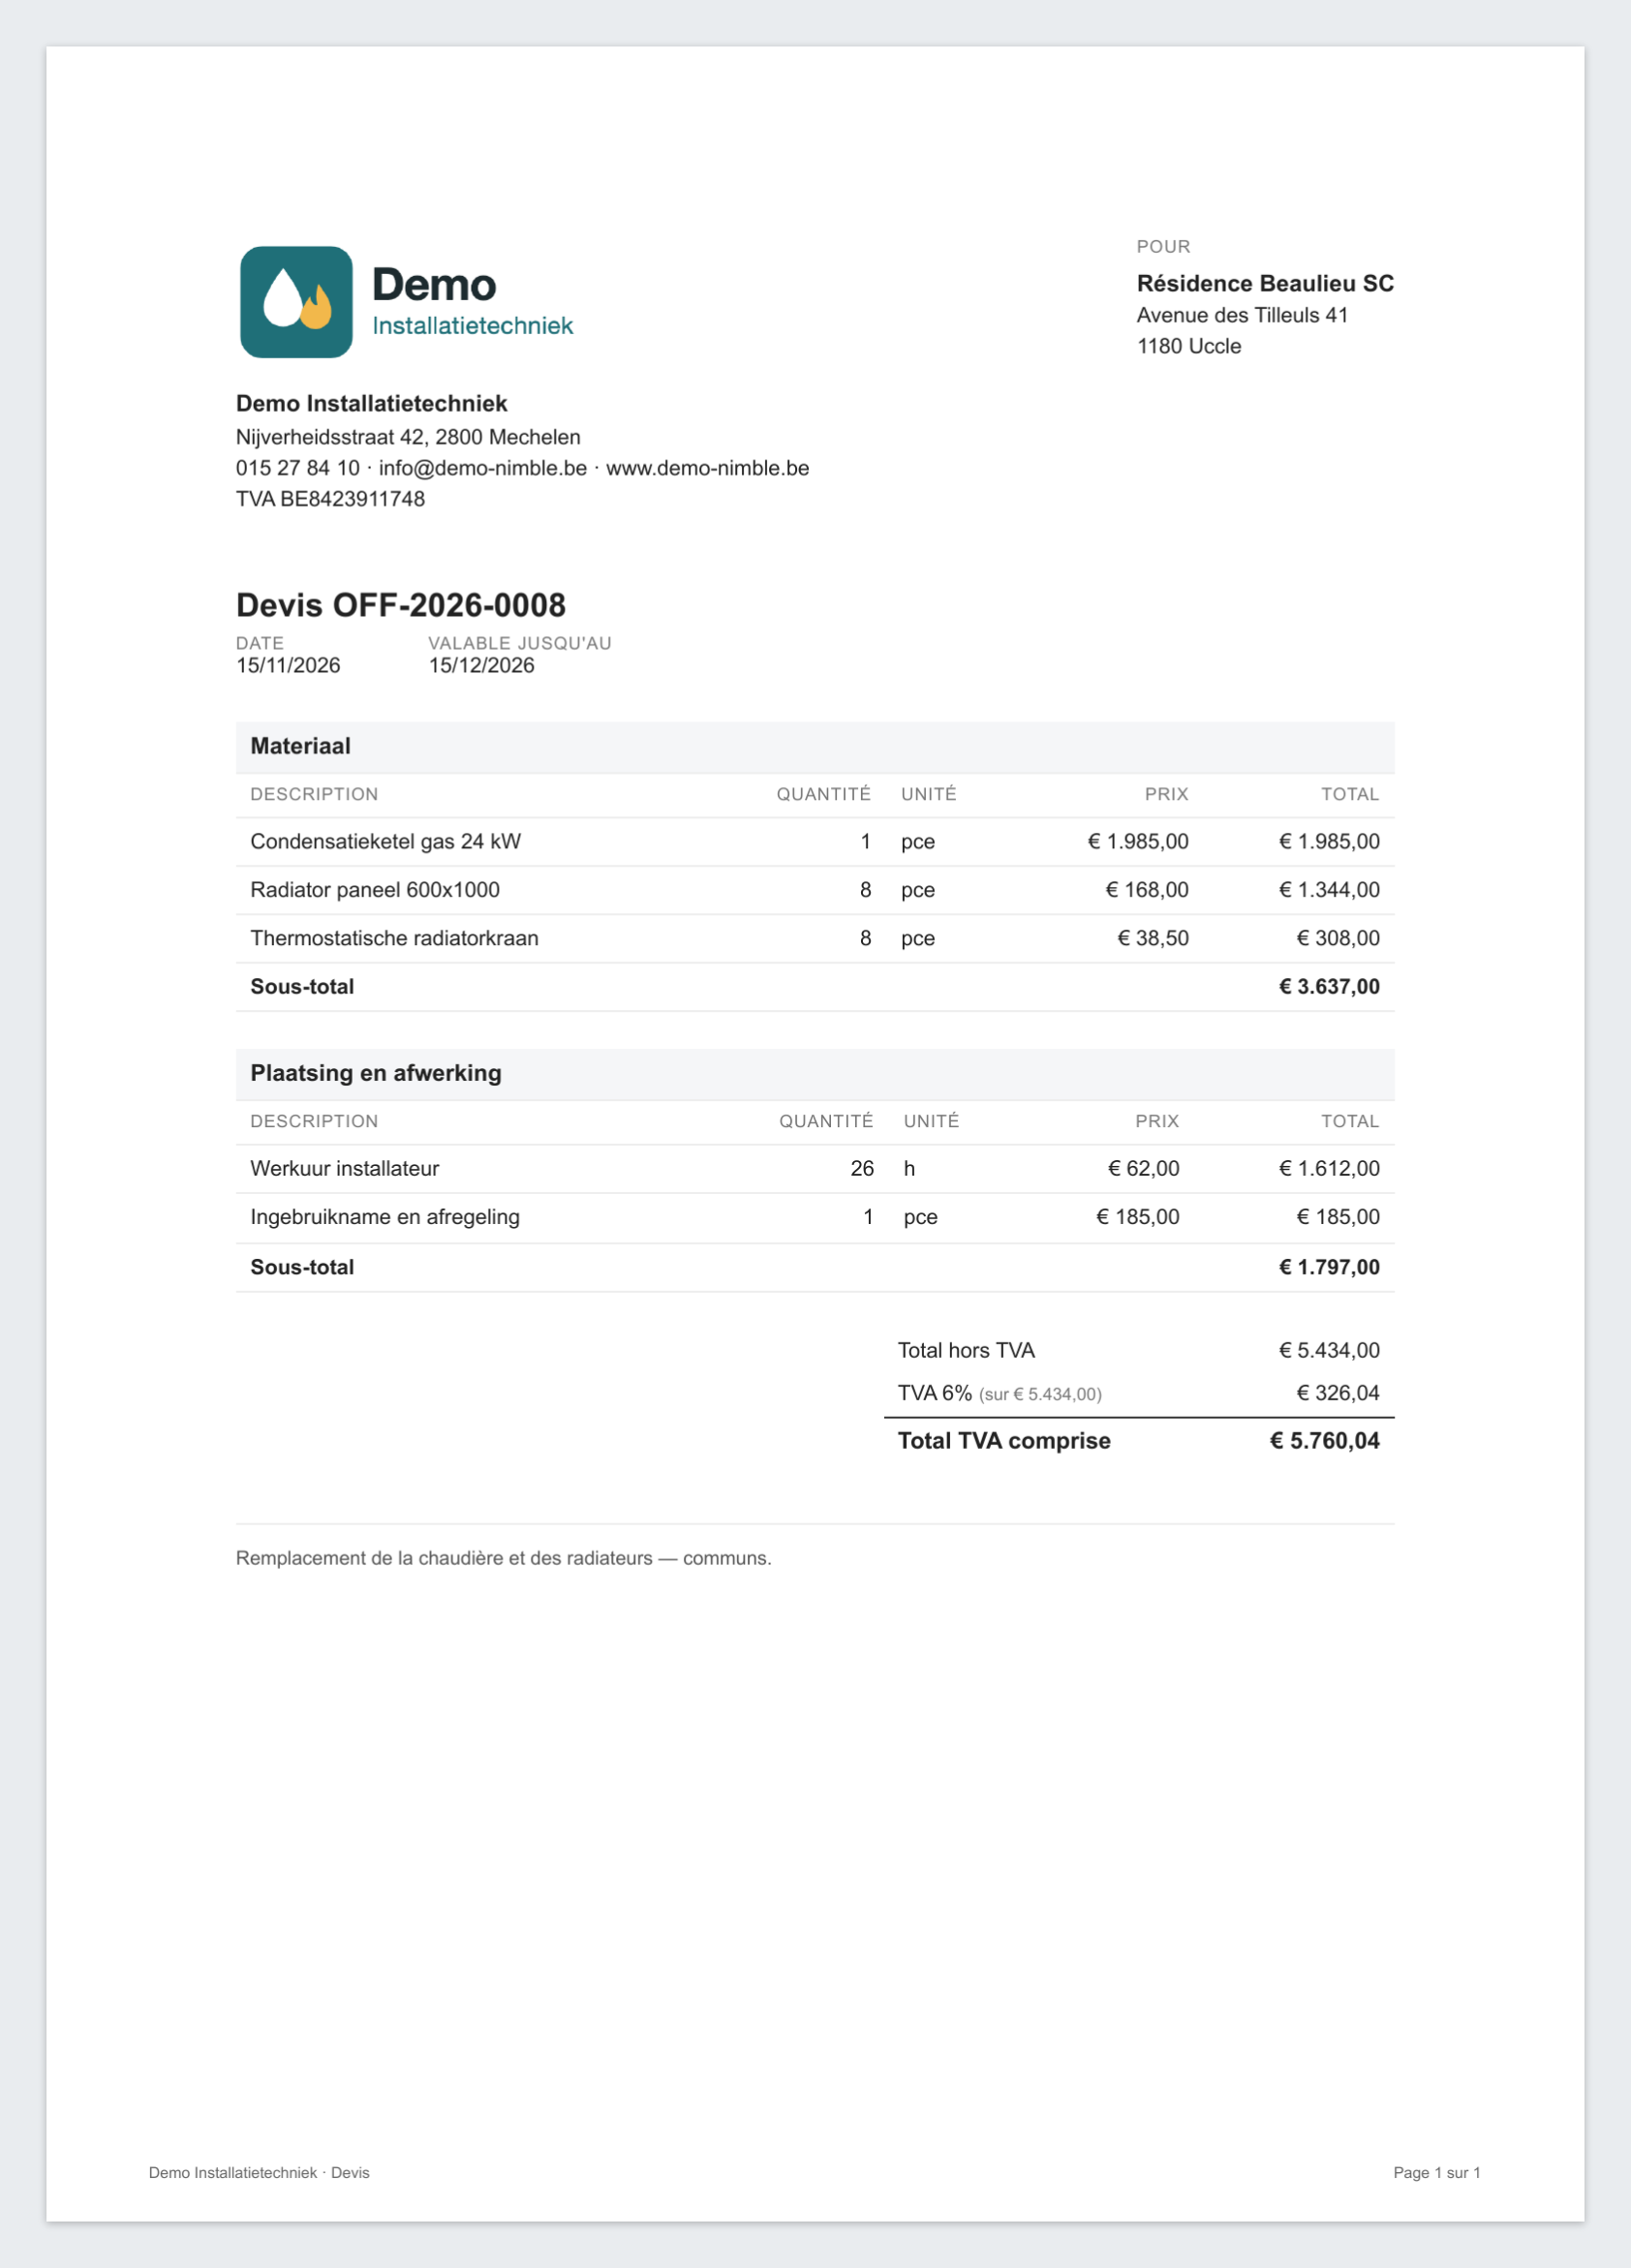 Demo
Installatietechniek
POUR
Résidence Beaulieu SC
Avenue des Tilleuls 41
1180 Uccle
Demo Installatietechniek
Nijverheidsstraat 42, 2800 Mechelen
015 27 84 10 · info@demo-nimble.be · www.demo-nimble.be
TVA BE8423911748
Devis OFF-2026-0008
DATE VALABLE JUSQU'AU
15/11/2026 15/12/2026
Materiaal
DESCRIPTION QUANTITÉ UNITÉ PRIX TOTAL
Condensatieketel gas 24 kW 1 pce € 1.985,00 € 1.985,00
Radiator paneel 600x1000 8 pce € 168,00 € 1.344,00
Thermostatische radiatorkraan 8 pce € 38,50 € 308,00
Sous-total € 3.637,00
Plaatsing en afwerking
DESCRIPTION QUANTITÉ UNITÉ PRIX TOTAL
Werkuur installateur 26 h € 62,00 € 1.612,00
Ingebruikname en afregeling 1 pce € 185,00 € 185,00
Sous-total € 1.797,00
Total hors TVA € 5.434,00
TVA 6% (sur € 5.434,00) € 326,04
Total TVA comprise € 5.760,04
Remplacement de la chaudière et des radiateurs — communs.
Demo Installatietechniek · Devis Page 1 sur 1